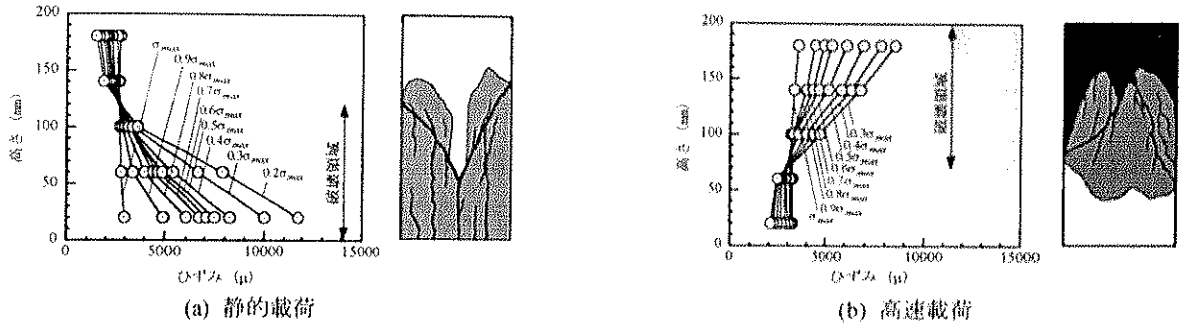 200
150
100
50
0
高さ (mm)
σmax
0.9σmax
0.8σmax
0.7σmax
0.6σmax
0.5σmax
0.4σmax
0.3σmax
0.2σmax
破壊領域
0
5000
10000
15000
ひずみ (μ)
(a) 静的載荷
200
150
100
50
0
高さ (mm)
0.3σmax
0.4σmax
0.5σmax
0.6σmax
0.7σmax
0.8σmax
0.9σmax
σmax
破壊領域
0
5000
10000
15000
ひずみ (μ)
(b) 高速載荷